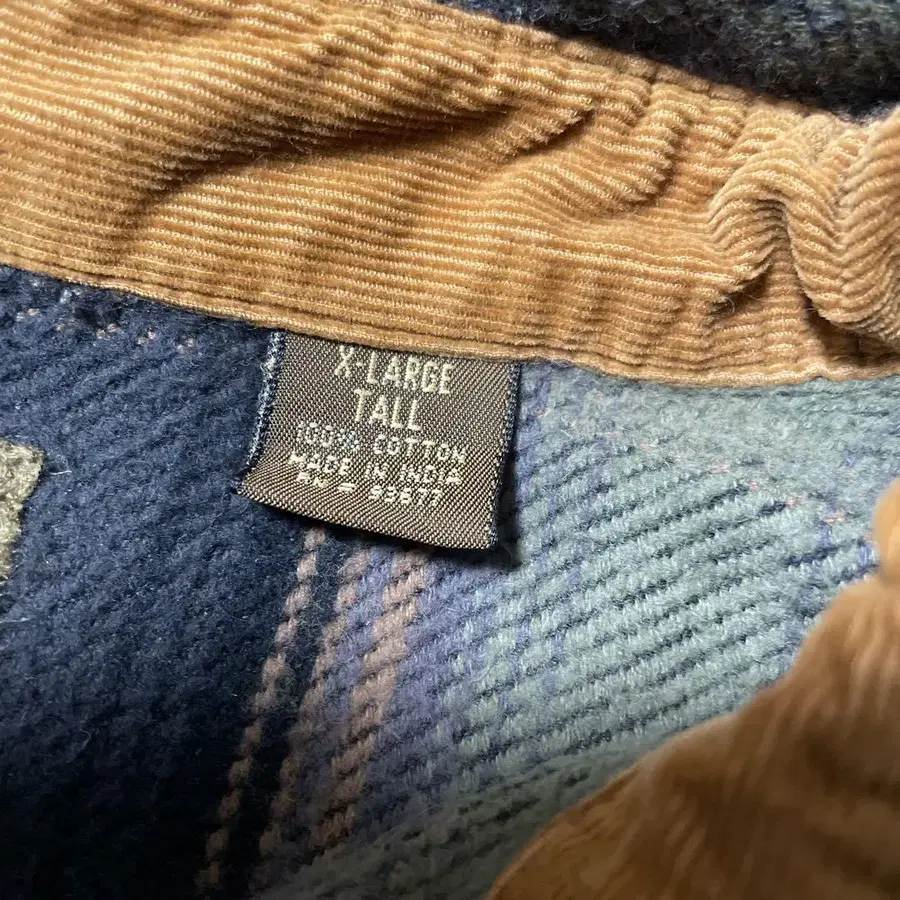 X-LARGE
TALL
100% COTTON
MADE IN INDIA
RN = 93677